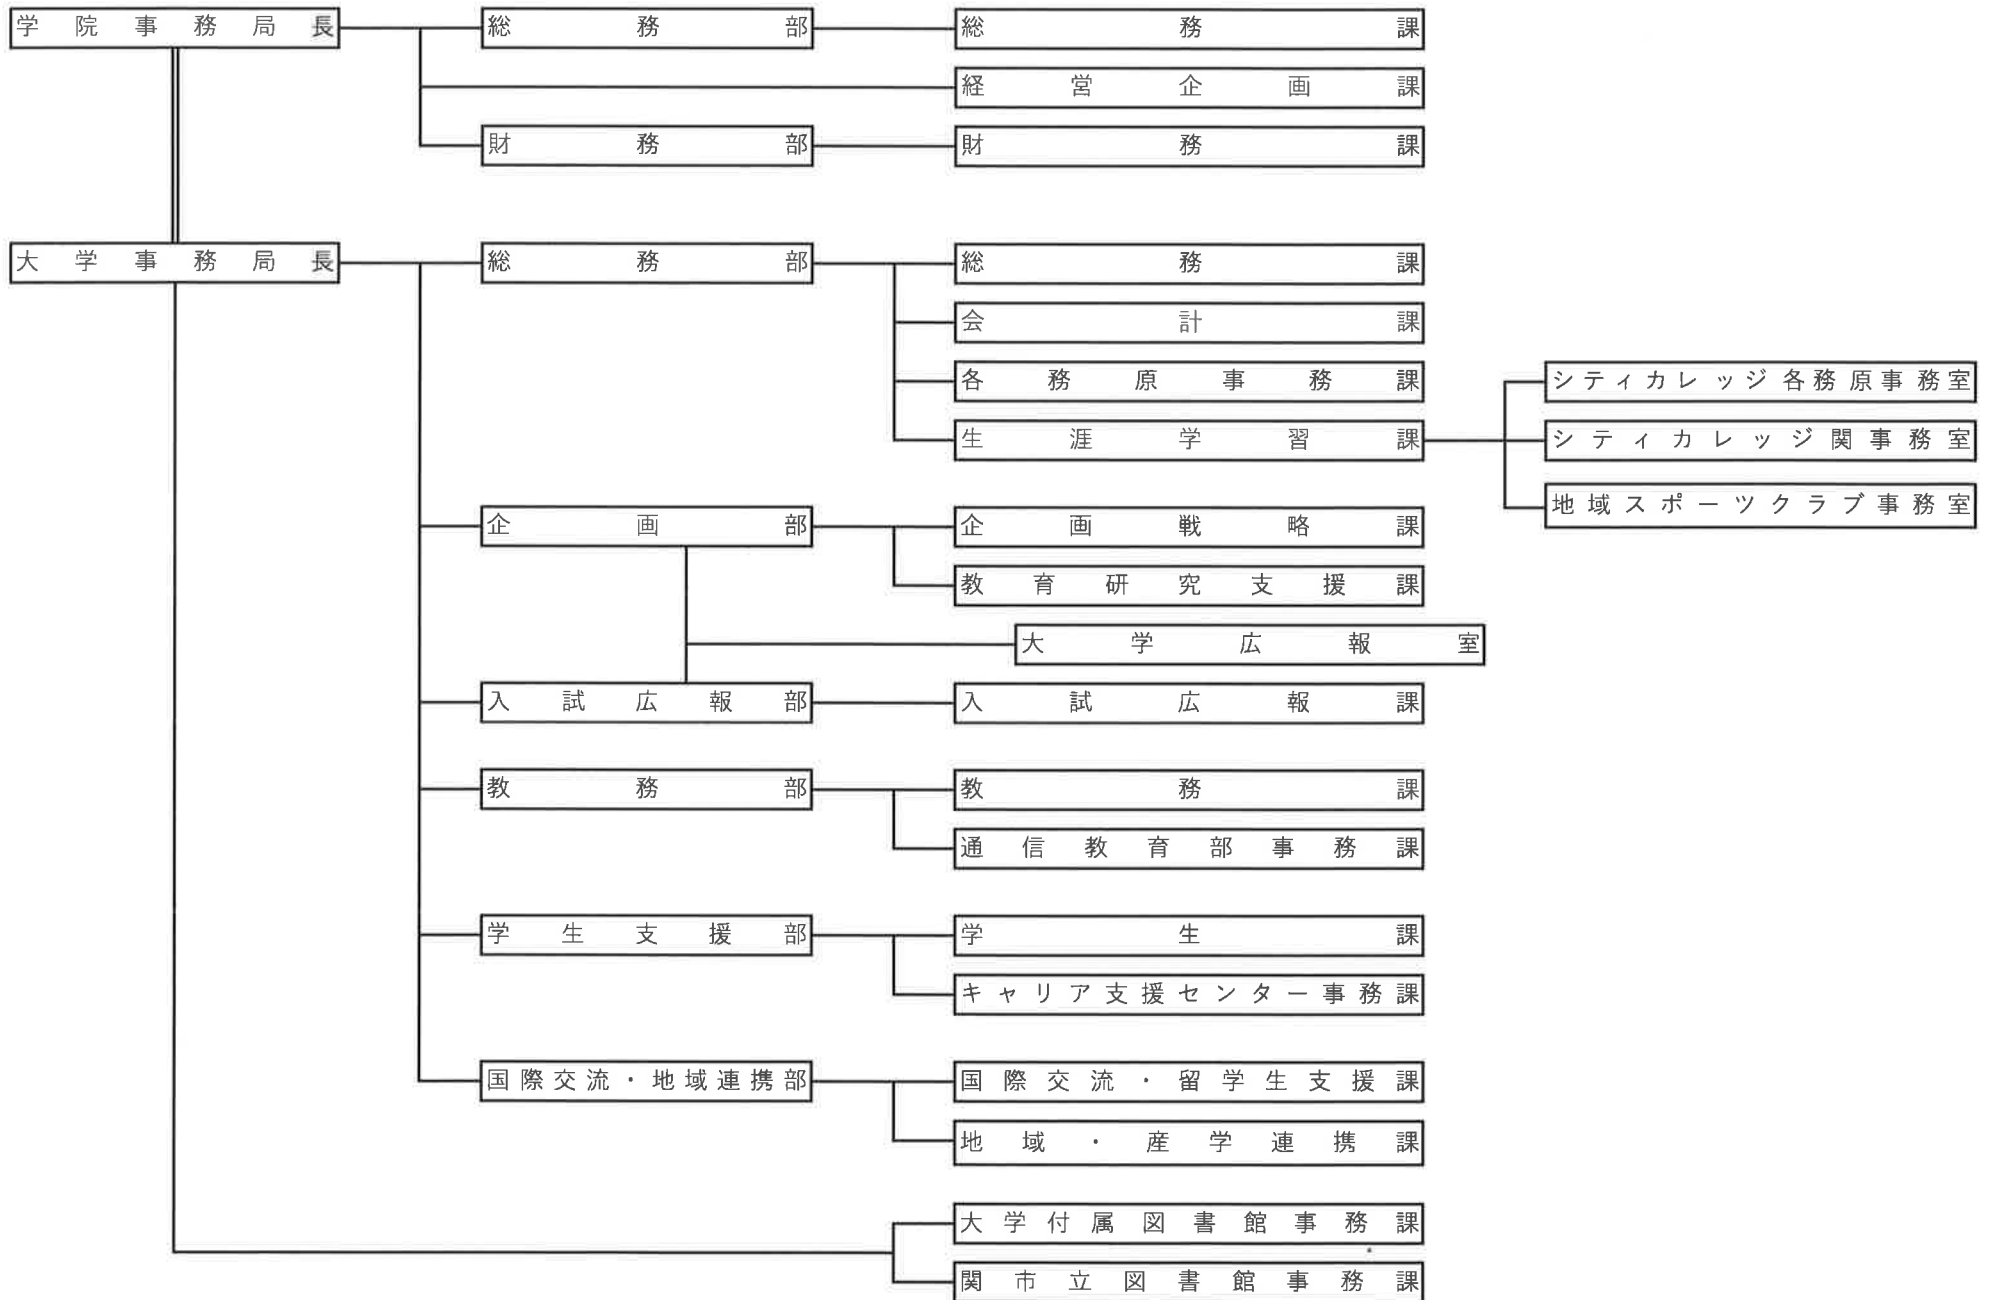 学院事務局長 総務部 総務課
経営企画課
財務部 財務課
大学事務局長 総務部 総務課
会計課
各務原事務課 シティカレッジ各務原事務室
生涯学習課 シティカレッジ関事務室
地域スポーツクラブ事務室
企画部 企画戦略課
教育研究支援課
大学広報室
入試広報部 入試広報課
教務部 教務課
通信教育部事務課
学生支援部 学生課
キャリア支援センター事務課
国際交流・地域連携部 国際交流・留学生支援課
地域・産学連携課
大学付属図書館事務課
関市立図書館事務課